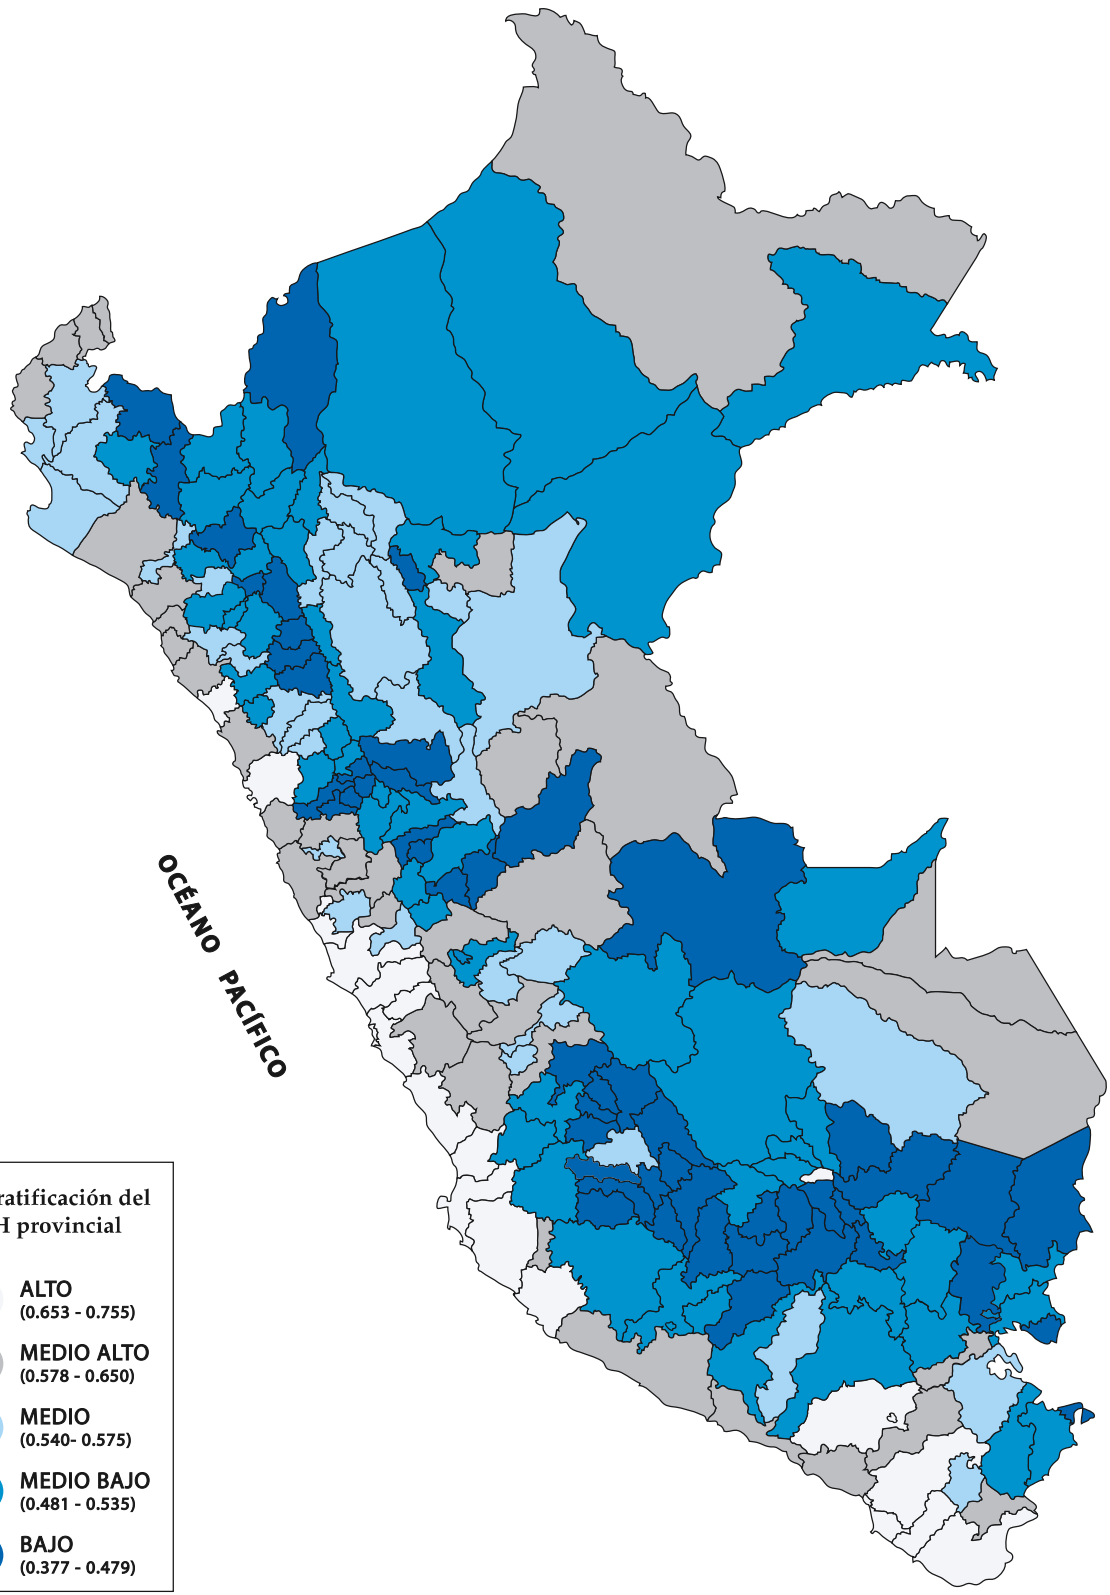 OCÉANO PACÍFICO
ratificación del
H provincial
ALTO
(0.653 - 0.755)
MEDIO ALTO
(0.578 - 0.650)
MEDIO
(0.540- 0.575)
MEDIO BAJO
(0.481 - 0.535)
BAJO
(0.377 - 0.479)